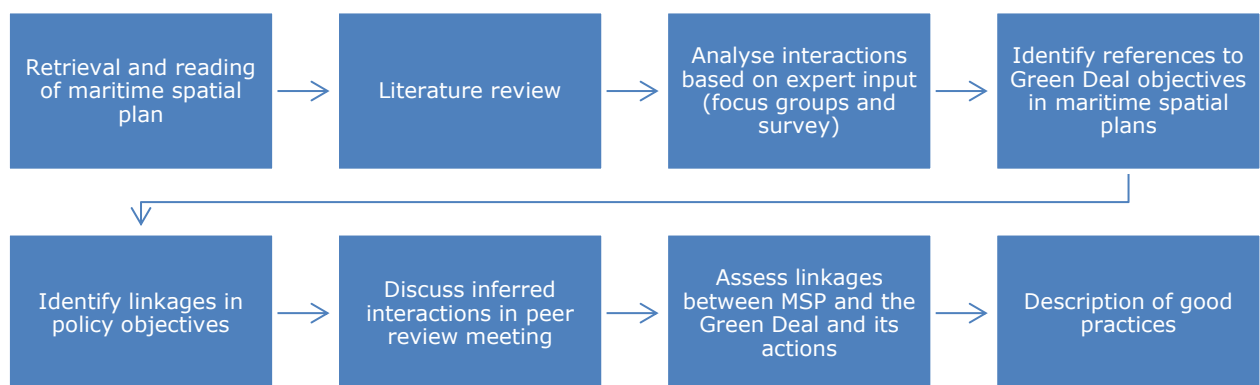 Retrieval and reading
of maritime spatial
plan
Literature review
Analyse interactions
based on expert input
(focus groups and
survey)
Identify references to
Green Deal objectives
in maritime spatial
plans
Identify linkages in
policy objectives
Discuss inferred
interactions in peer
review meeting
Assess linkages
between MSP and the
Green Deal and its
actions
Description of good
practices